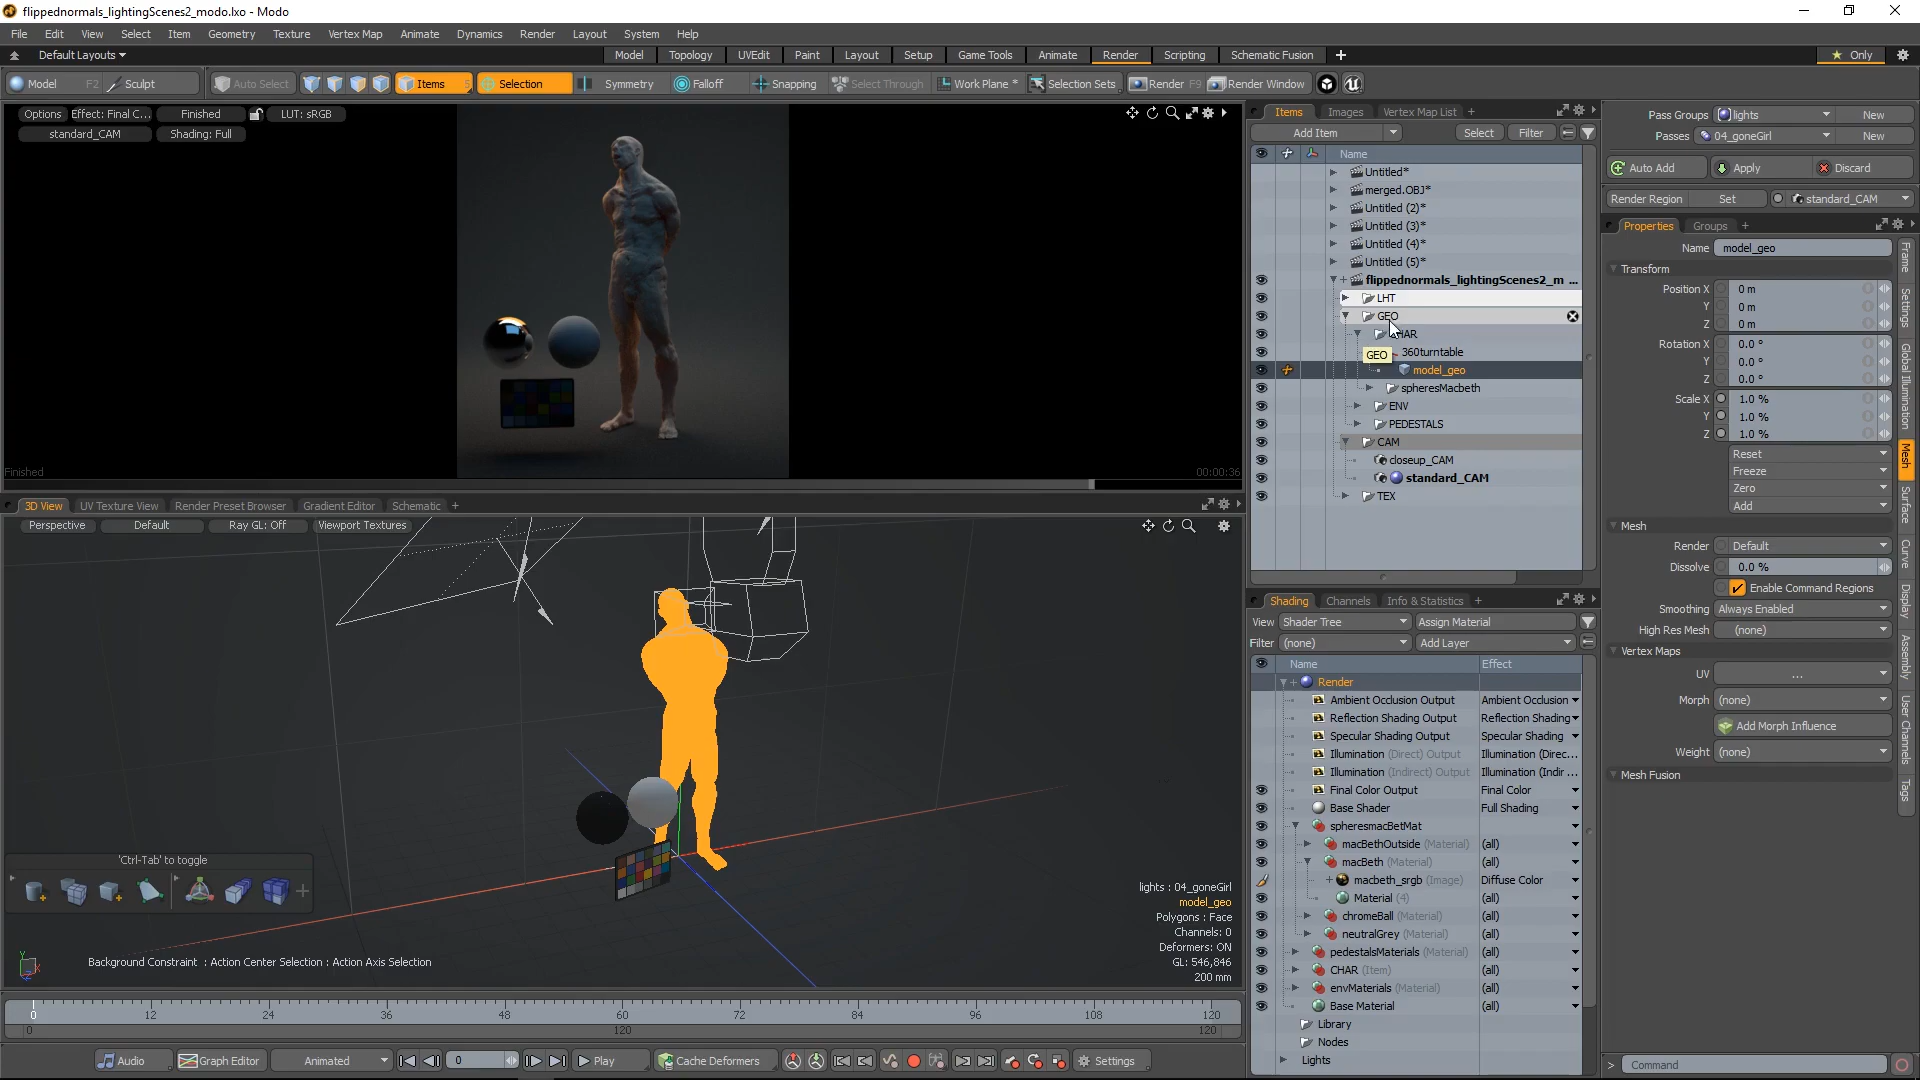 flippednormals_lightingScenes2_modo.lxo - Modo
File Edit View Select Item Geometry Texture Vertex Map Animate Dynamics Render Layout System Help
Default Layouts Model Topology UVEdit Paint Layout Setup Game Tools Animate Render Scripting Schematic Fusion + Only
Model F2 Sculpt Auto Select Items 5 Selection Symmetry Falloff Snapping Select Through Work Plane * Selection Sets Render F9 Render Window
Options Effect: Final C... Finished LUT: sRGB
standard_CAM Shading: Full
Finished 00:00:36
3D View UV Texture View Render Preset Browser Gradient Editor Schematic +
Perspective Default Ray GL: Off Viewport Textures
'Ctrl-Tab' to toggle
lights : 04_goneGirl
model_geo
Polygons : Face
Channels: 0
Deformers: ON
GL: 546,846
200 mm
Background Constraint : Action Center Selection : Action Axis Selection
0 12 24 36 48 60 72 84 96 108 120
0 120 120
Audio Graph Editor Animated 0 Play Cache Deformers Settings
Items Images Vertex Map List +
Add Item Select Filter
Name
Untitled*
merged.OBJ*
Untitled (2)*
Untitled (3)*
Untitled (4)*
Untitled (5)*
flippednormals_lightingScenes2_m ...
LHT
GEO
HAR
GEO 360turntable
model_geo
spheresMacbeth
ENV
PEDESTALS
CAM
closeup_CAM
standard_CAM
TEX
Shading Channels Info & Statistics +
View Shader Tree Assign Material
Filter (none) Add Layer
Name Effect
Render
Ambient Occlusion Output Ambient Occlusion
Reflection Shading Output Reflection Shading
Specular Shading Output Specular Shading
Illumination (Direct) Output Illumination (Direc...
Illumination (Indirect) Output Illumination (Indir ...
Final Color Output Final Color
Base Shader Full Shading
spheresmacBetMat
macBethOutside (Material) (all)
macBeth (Material) (all)
macbeth_srgb (Image) Diffuse Color
Material (4) (all)
chromeBall (Material) (all)
neutralGrey (Material) (all)
pedestalsMaterials (Material) (all)
CHAR (Item) (all)
envMaterials (Material) (all)
Base Material (all)
Library
Nodes
Lights
Pass Groups lights New
Passes 04_goneGirl New
Auto Add Apply Discard
Render Region Set standard_CAM
Properties Groups +
Name model_geo
Transform
Position X 0 m
Y 0 m
Z 0 m
Rotation X 0.0 °
Y 0.0 °
Z 0.0 °
Scale X 1.0 %
Y 1.0 %
Z 1.0 %
Reset
Freeze
Zero
Add
Mesh
Render Default
Dissolve 0.0 %
Enable Command Regions
Smoothing Always Enabled
High Res Mesh (none)
Vertex Maps
UV ...
Morph (none)
Add Morph Influence
Weight (none)
Mesh Fusion
Frame
Settings
Global Illumination
Mesh
Surface
Curve
Display
Assembly
User Channels
Tags
> Command